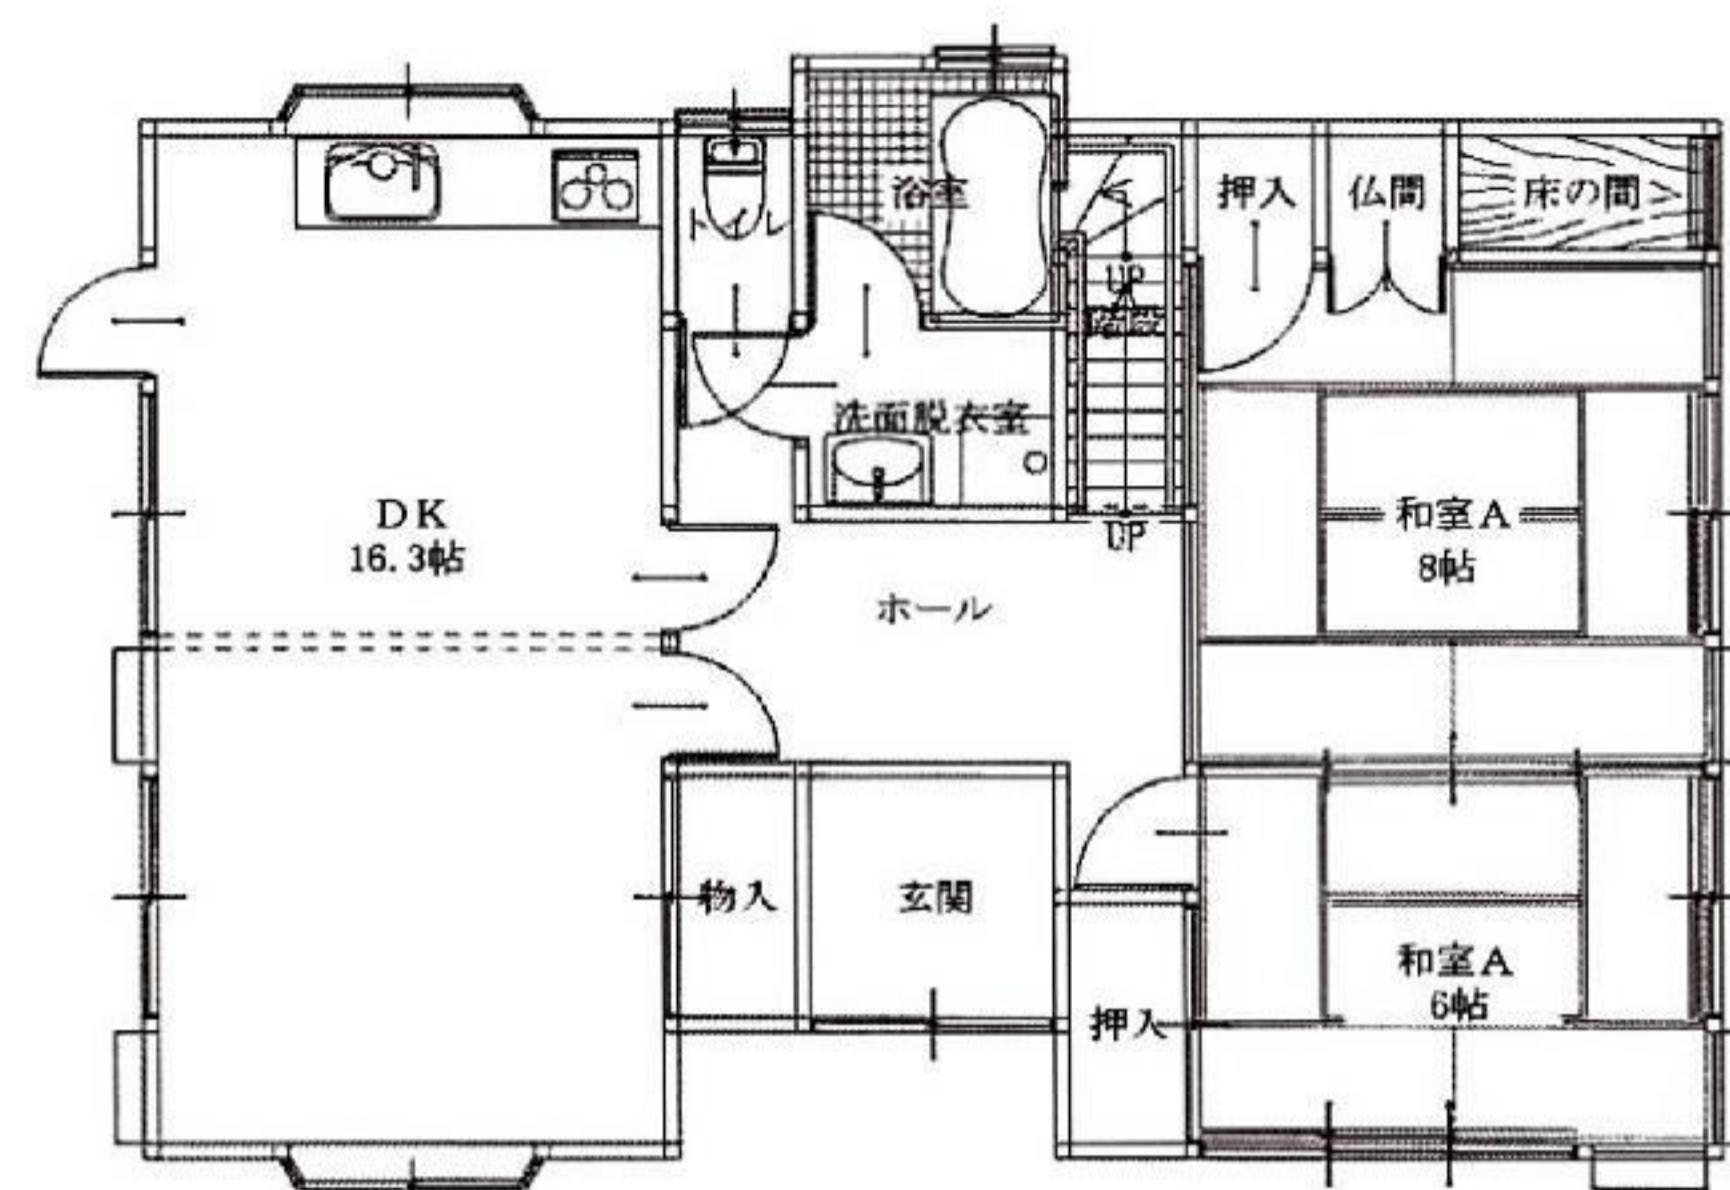 浴室
トイレ
押入
仏間
床の間
UP
階段
洗面脱衣室
DK
16.3帖
UP
和室A
8帖
ホール
物入
玄関
押入
和室A
6帖